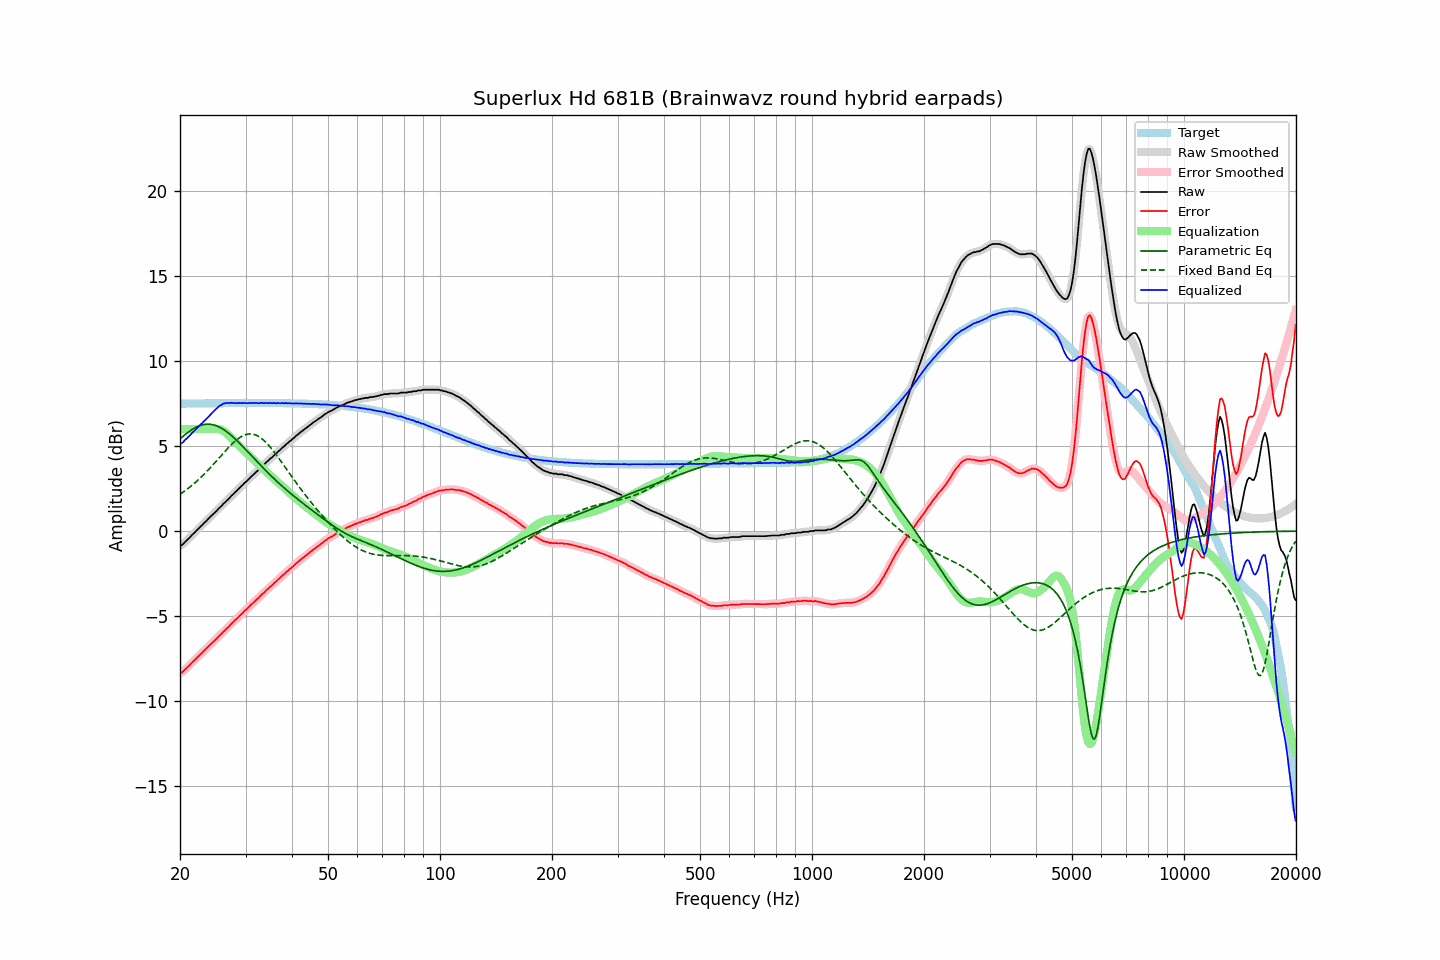 Superlux Hd 681B (Brainwavz round hybrid earpads)
Target
Raw Smoothed
Error Smoothed
Raw
Error
Equalization
Parametric Eq
Fixed Band Eq
Equalized
Amplitude (dBr)
20
15
10
5
0
−5
−10
−15
20 50 100 200 500 1000 2000 5000 10000 20000
Frequency (Hz)